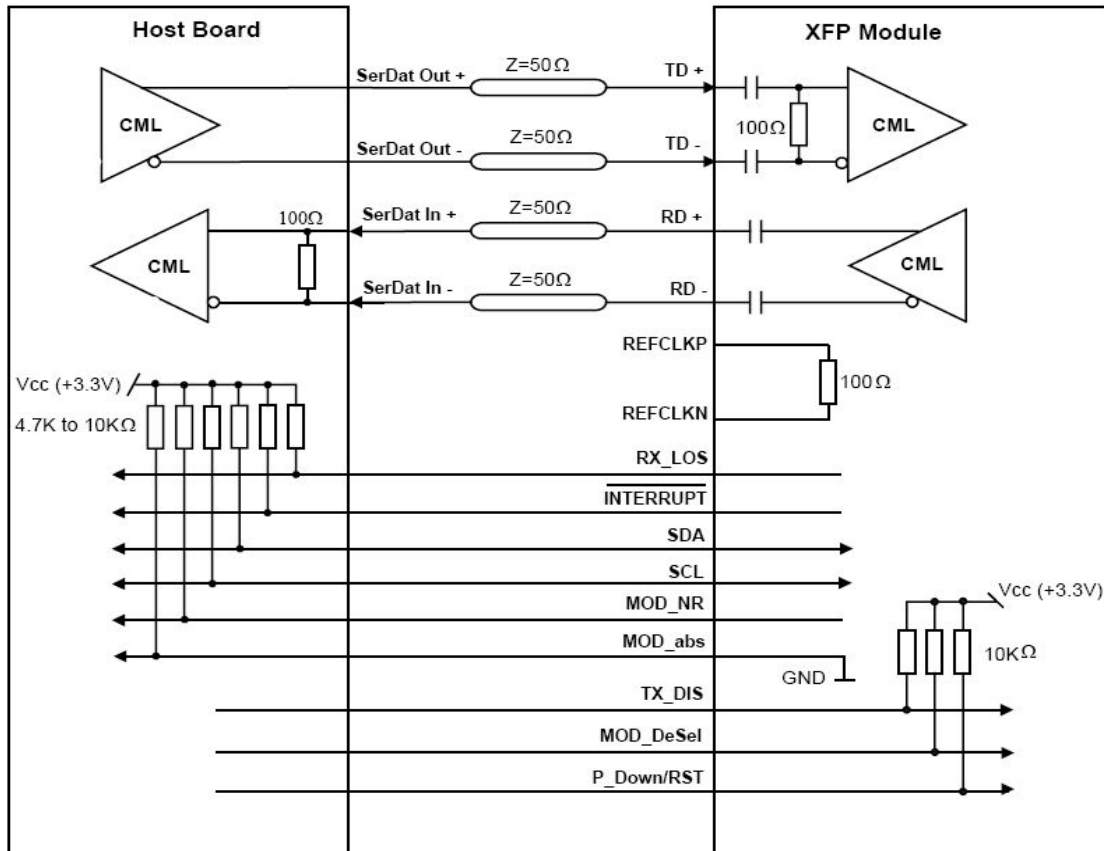 Host Board
XFP Module
SerDat Out +
Z=50Ω
TD +
CML
100Ω
CML
SerDat Out -
Z=50Ω
TD -
100Ω
SerDat In +
Z=50Ω
RD +
CML
CML
SerDat In -
Z=50Ω
RD -
REFCLKP
Vcc (+3.3V)
100Ω
4.7K to 10KΩ
REFCLKN
RX_LOS
INTERRUPT
SDA
SCL
Vcc (+3.3V)
MOD_NR
MOD_abs
10KΩ
GND
TX_DIS
MOD_DeSel
P_Down/RST